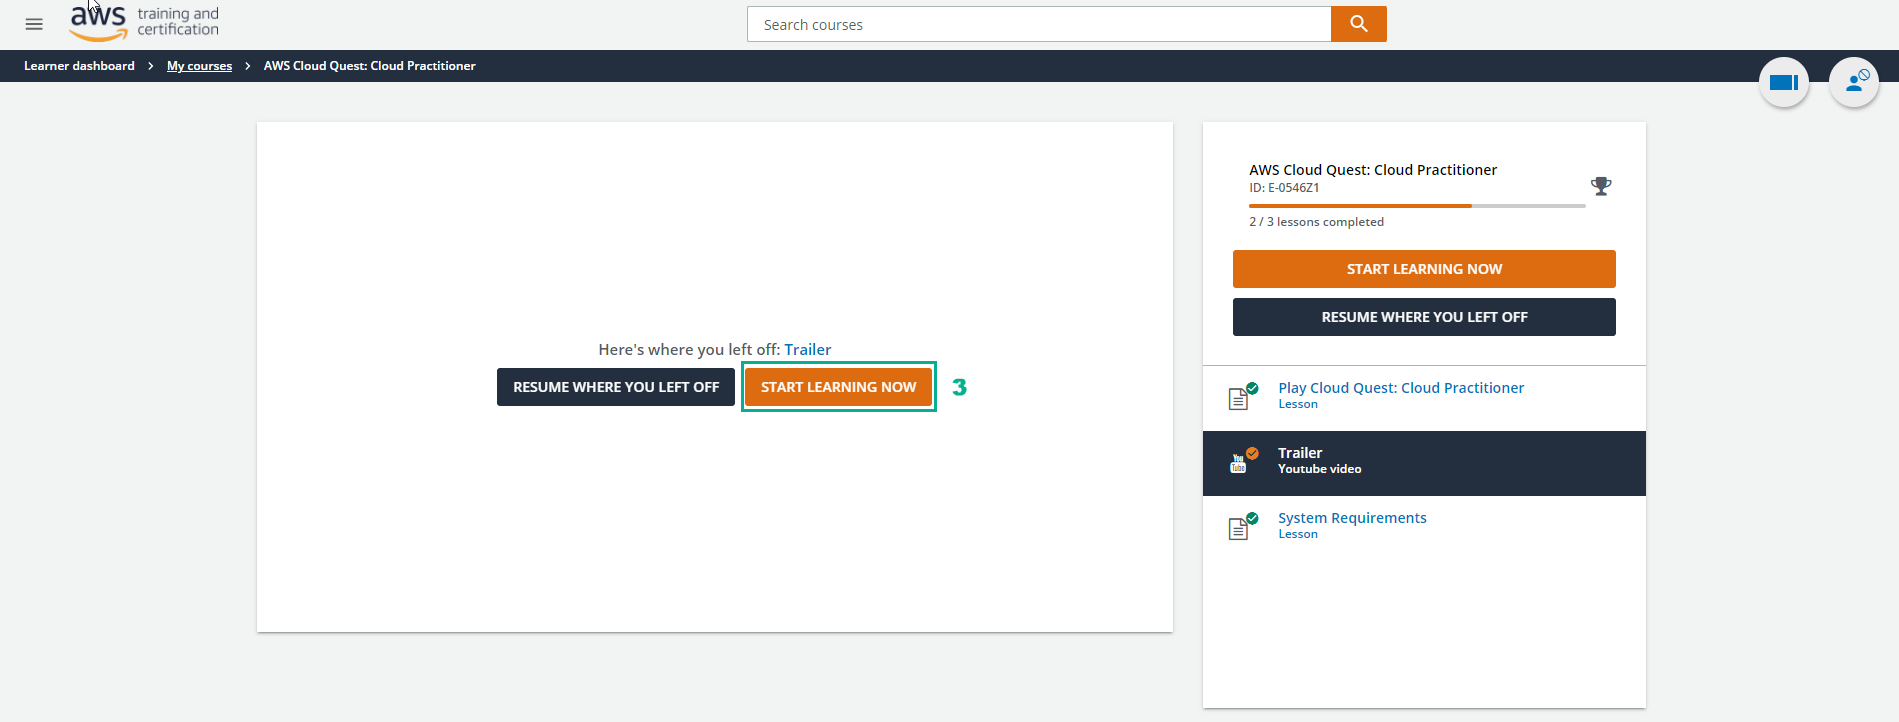 aws training and
certification
Search courses
Learner dashboard > My courses > AWS Cloud Quest: Cloud Practitioner
Here's where you left off: Trailer
RESUME WHERE YOU LEFT OFF
START LEARNING NOW
3
AWS Cloud Quest: Cloud Practitioner
ID: E-0546Z1
2 / 3 lessons completed
START LEARNING NOW
RESUME WHERE YOU LEFT OFF
Play Cloud Quest: Cloud Practitioner
Lesson
You
Tube
Trailer
Youtube video
System Requirements
Lesson